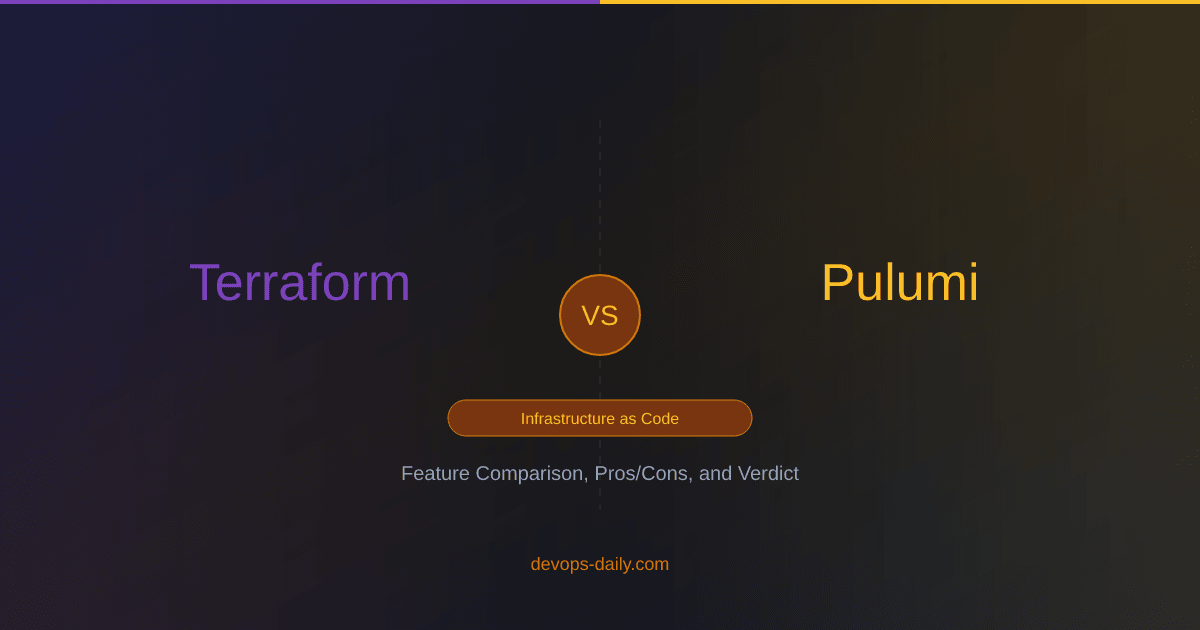 Terraform
Pulumi
VS
Infrastructure as Code
Feature Comparison, Pros/Cons, and Verdict
devops-daily.com